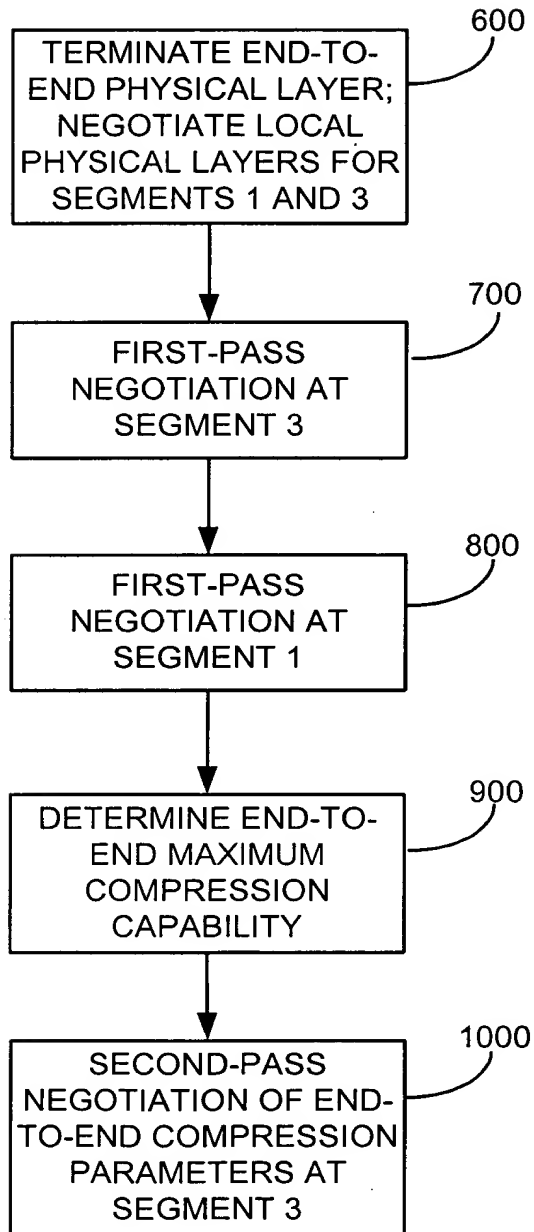 600
TERMINATE END-TO-
END PHYSICAL LAYER;
NEGOTIATE LOCAL
PHYSICAL LAYERS FOR
SEGMENTS 1 AND 3
700
FIRST-PASS
NEGOTIATION AT
SEGMENT 3
800
FIRST-PASS
NEGOTIATION AT
SEGMENT 1
900
DETERMINE END-TO-
END MAXIMUM
COMPRESSION
CAPABILITY
1000
SECOND-PASS
NEGOTIATION OF END-
TO-END COMPRESSION
PARAMETERS AT
SEGMENT 3